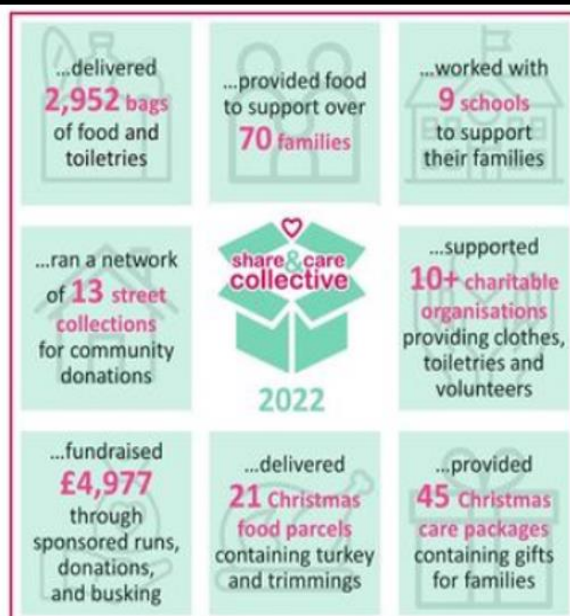 ...delivered
2,952 bags
of food and
toiletries
...provided food
to support over
70 families
...worked with
9 schools
to support
their families
...ran a network
of 13 street
collections
for community
donations
share & care
collective
2022
...supported
10+ charitable
organisations
providing clothes,
toiletries and
volunteers
...fundraised
£4,977
through
sponsored runs,
donations,
and busking
...delivered
21 Christmas
food parcels
containing turkey
and trimmings
...provided
45 Christmas
care packages
containing gifts
for families